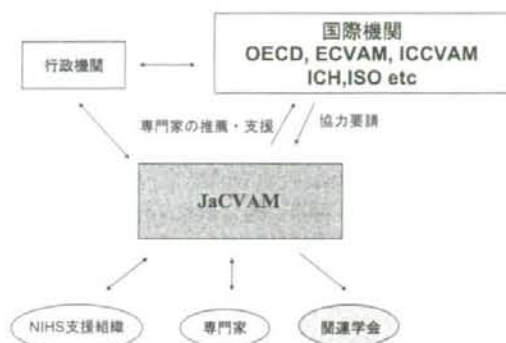 国際機関
OECD, ECVAM, ICCVAM
ICH,ISO etc
行政機関
専門家の推薦・支援
協力要請
JaCVAM
NIHS支援組織
専門家
関連学会